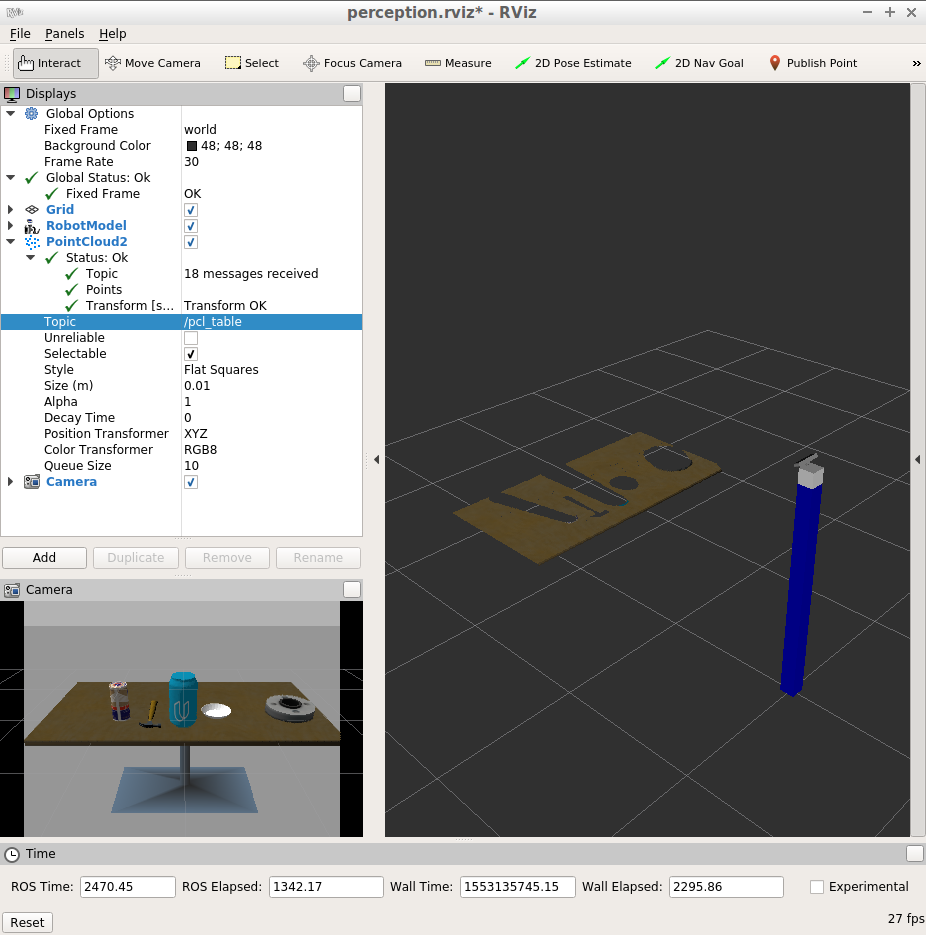 perception.rviz* - RViz
File Panels Help
Interact Move Camera Select Focus Camera Measure 2D Pose Estimate 2D Nav Goal Publish Point »
Displays
Global Options
Fixed Frame world
Background Color 48; 48; 48
Frame Rate 30
Global Status: Ok
Fixed Frame OK
Grid
RobotModel
PointCloud2
Status: Ok
Topic 18 messages received
Points
Transform [s... Transform OK
Topic /pcl_table
Unreliable
Selectable
Style Flat Squares
Size (m) 0.01
Alpha 1
Decay Time 0
Position Transformer XYZ
Color Transformer RGB8
Queue Size 10
Camera
Add Duplicate Remove Rename
Camera
Time
ROS Time: 2470.45 ROS Elapsed: 1342.17 Wall Time: 1553135745.15 Wall Elapsed: 2295.86 Experimental
Reset 27 fps